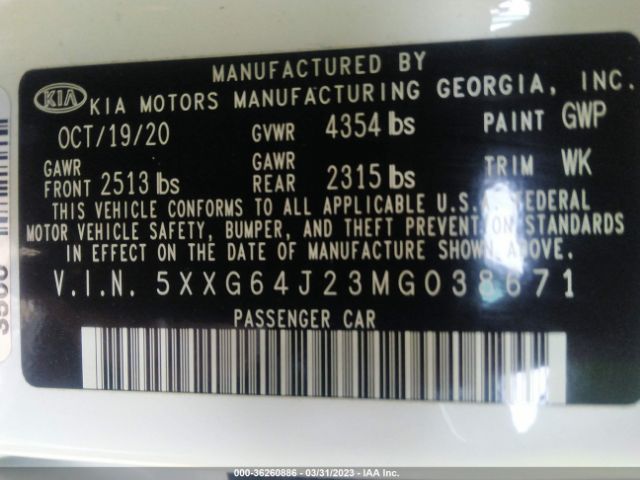 MANUFACTURED BY
KIA KIA MOTORS MANUFACTURING GEORGIA, INC.
OCT/19/20 GVWR 4354 lbs PAINT GWP
GAWR FRONT 2513 lbs GAWR REAR 2315 lbs TRIM WK
THIS VEHICLE CONFORMS TO ALL APPLICABLE U.S.A. FEDERAL
MOTOR VEHICLE SAFETY, BUMPER, AND THEFT PREVENTION STANDARDS
IN EFFECT ON THE DATE OF MANUFACTURE SHOWN ABOVE.
V.I.N. 5XXG64J23MG038671
PASSENGER CAR
000-36260886 - 03/31/2023 - IAA Inc.